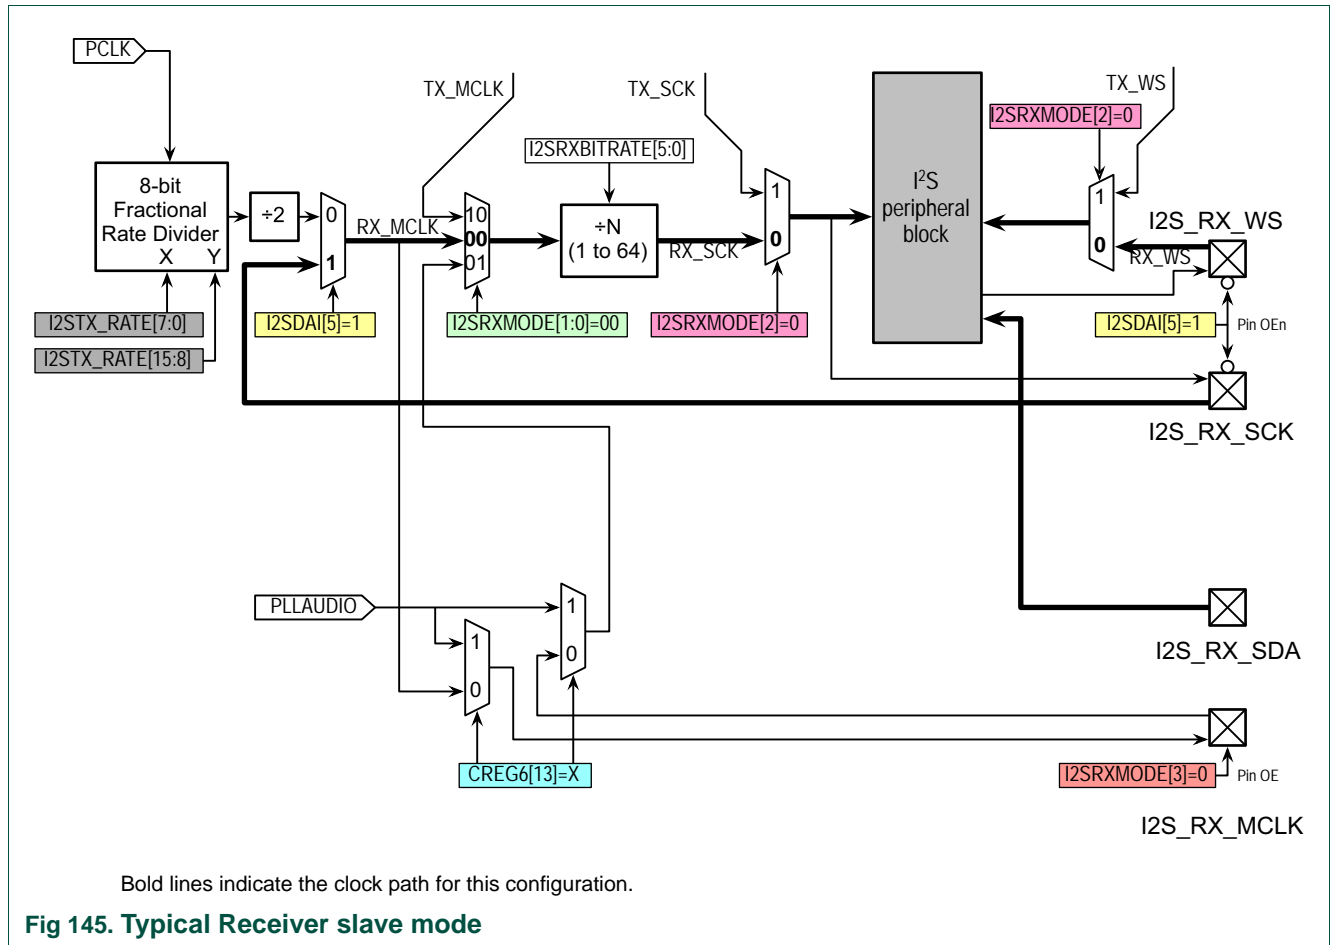 PCLK
TX_MCLK
TX_SCK
TX_WS
I2SRXMODE[2]=0
I2SRXBITRATE[5:0]
8-bit
Fractional
Rate Divider
X Y
÷2
0
1
RX_MCLK
10
00
01
÷N
(1 to 64)
RX_SCK
1
0
I²S
peripheral
block
1
0
I2S_RX_WS
RX_WS
I2STX_RATE[7:0]
I2SDAI[5]=1
I2SRXMODE[1:0]=00
I2SRXMODE[2]=0
I2SDAI[5]=1
Pin OEn
I2STX_RATE[15:8]
I2S_RX_SCK
PLLAUDIO
1
0
1
0
I2S_RX_SDA
CREG6[13]=X
I2SRXMODE[3]=0
Pin OE
I2S_RX_MCLK
Bold lines indicate the clock path for this configuration.
Fig 145. Typical Receiver slave mode